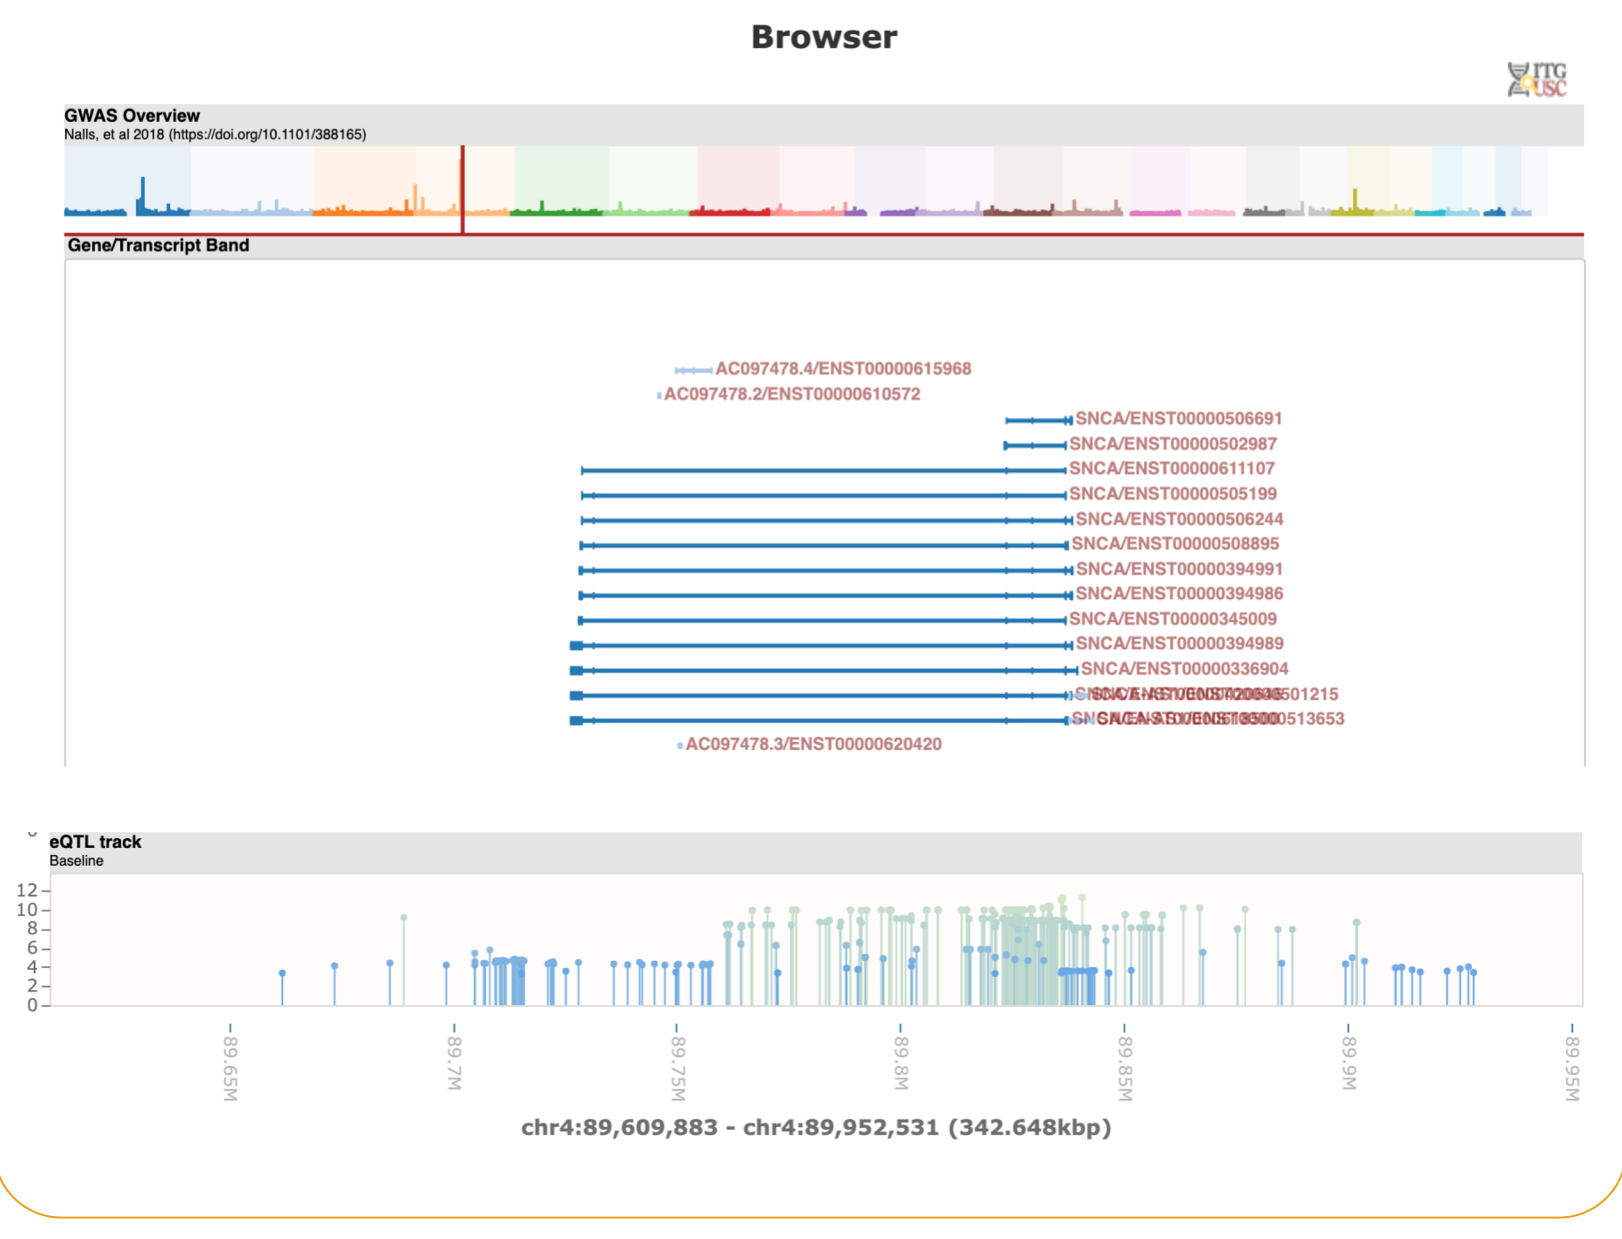 Browser
ITG
USC
GWAS Overview
Nalls, et al 2018 (https://doi.org/10.1101/388165)
Gene/Transcript Band
AC097478.4/ENST00000615968
AC097478.2/ENST00000610572
SNCA/ENST00000506691
SNCA/ENST00000502987
SNCA/ENST00000611107
SNCA/ENST00000505199
SNCA/ENST00000506244
SNCA/ENST00000508895
SNCA/ENST00000394991
SNCA/ENST00000394986
SNCA/ENST00000345009
SNCA/ENST00000394989
SNCA/ENST00000336904
AC097478.3/ENST00000620420
eQTL track
Baseline
12
10
8
6
4
2
0
89.65M
89.7M
89.75M
89.8M
89.85M
89.9M
89.95M
chr4:89,609,883 - chr4:89,952,531 (342.648kbp)